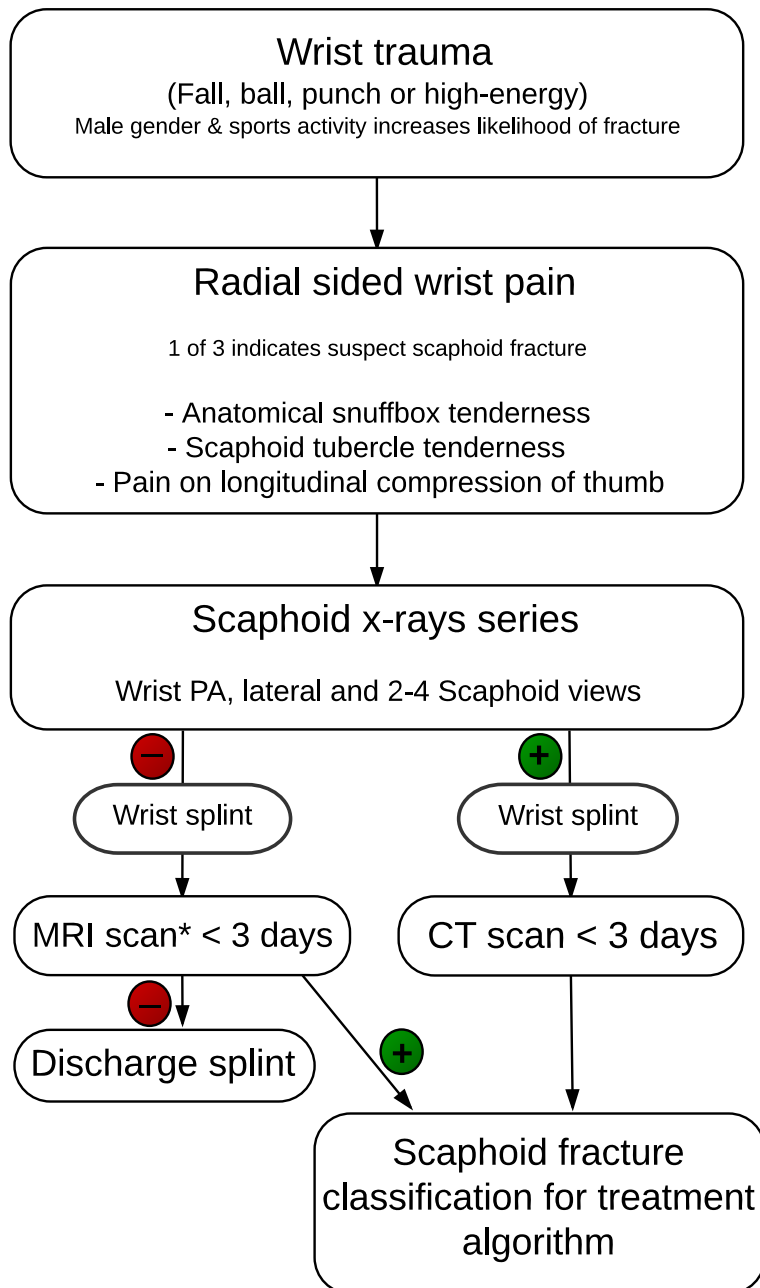 Wrist trauma
(Fall, ball, punch or high-energy)
Male gender & sports activity increases likelihood of fracture
Radial sided wrist pain
1 of 3 indicates suspect scaphoid fracture
- Anatomical snuffbox tenderness
- Scaphoid tubercle tenderness
- Pain on longitudinal compression of thumb
Scaphoid x-rays series
Wrist PA, lateral and 2-4 Scaphoid views
–
+
Wrist splint
Wrist splint
MRI scan* < 3 days
CT scan < 3 days
–
+
Discharge splint
Scaphoid fracture
classification for treatment
algorithm